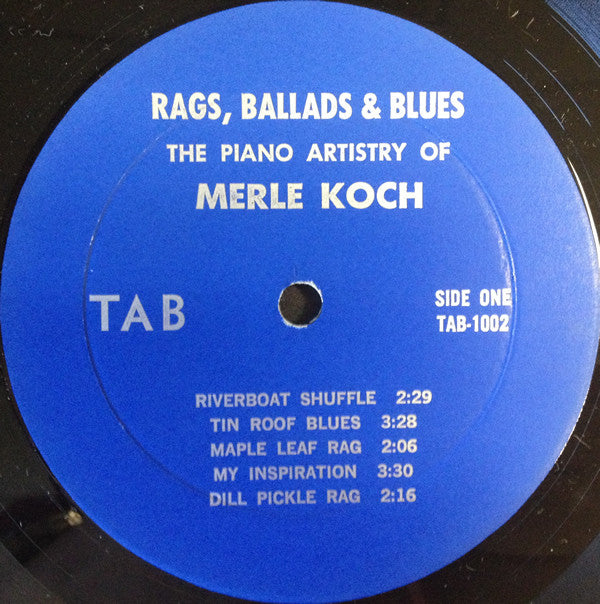 RAGS, BALLADS & BLUES
THE PIANO ARTISTRY OF
MERLE KOCH
TAB
SIDE ONE
TAB-1002
RIVERBOAT SHUFFLE 2:29
TIN ROOF BLUES 3:28
MAPLE LEAF RAG 2:06
MY INSPIRATION 3:30
DILL PICKLE RAG 2:16